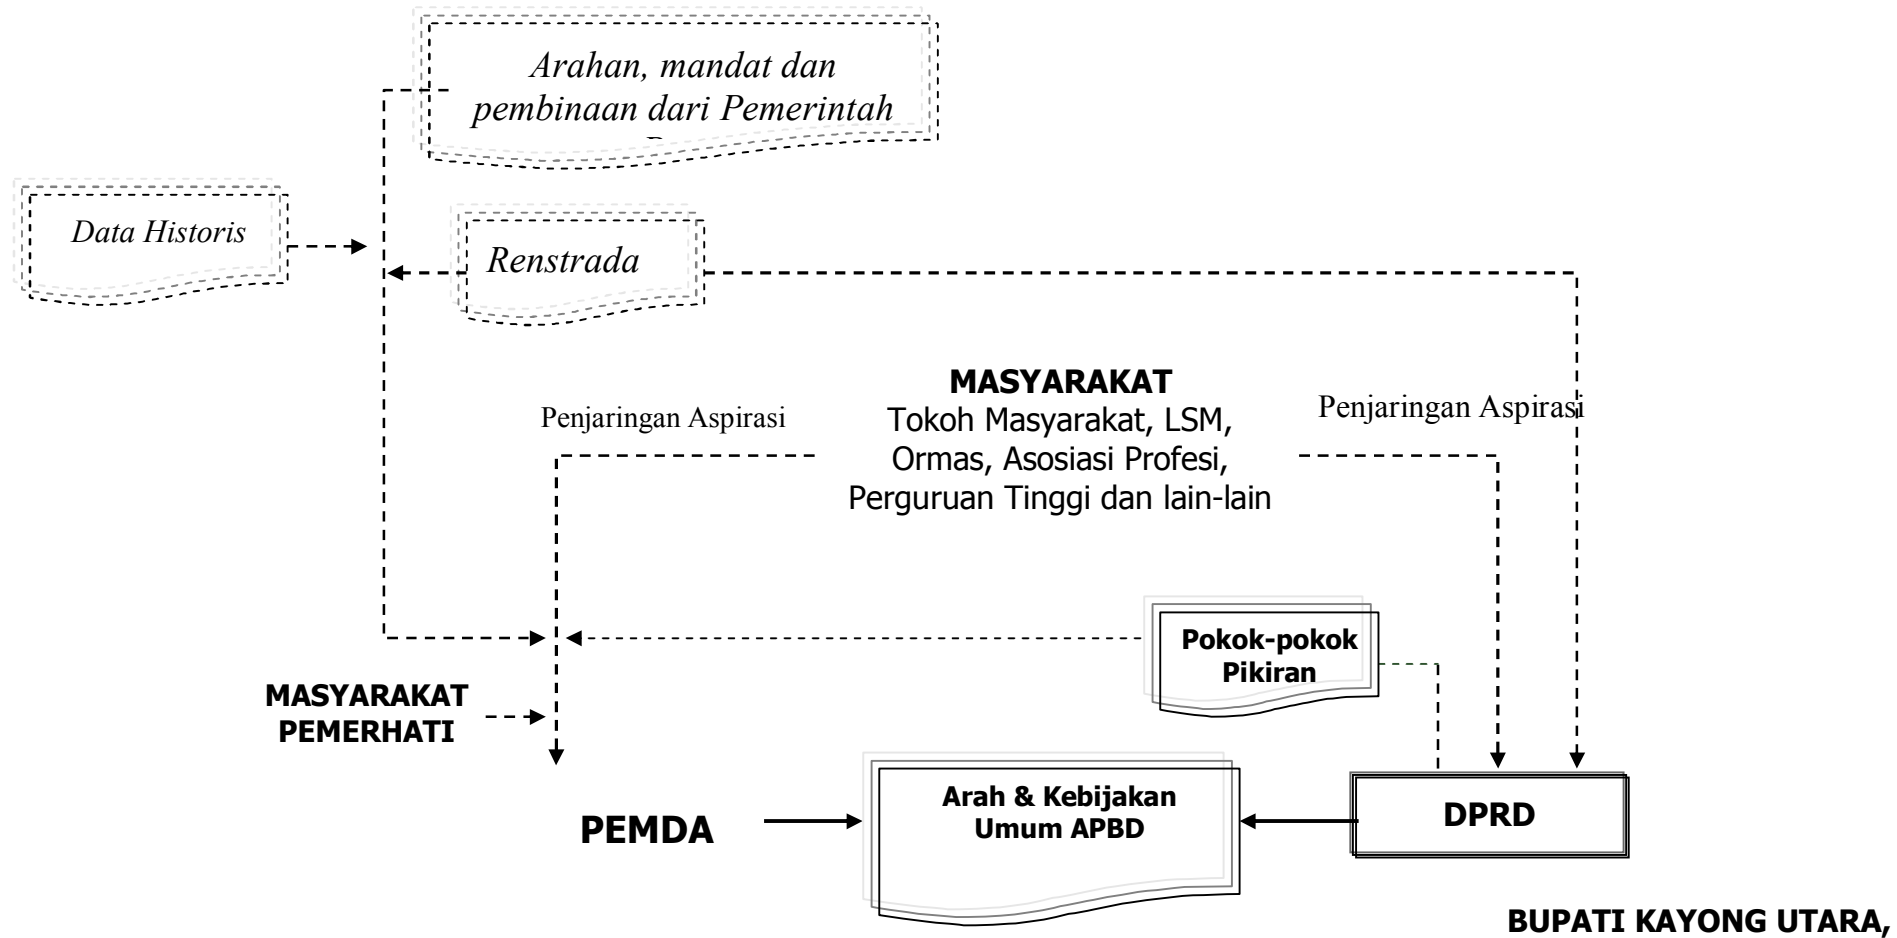 Arahan, mandat dan
pembinaan dari Pemerintah
Data Historis
Renstrada
MASYARAKAT
Tokoh Masyarakat, LSM,
Ormas, Asosiasi Profesi,
Perguruan Tinggi dan lain-lain
Penjaringan Aspirasi
Penjaringan Aspirasi
Pokok-pokok
Pikiran
MASYARAKAT
PEMERHATI
PEMDA
Arah & Kebijakan
Umum APBD
DPRD
BUPATI KAYONG UTARA,